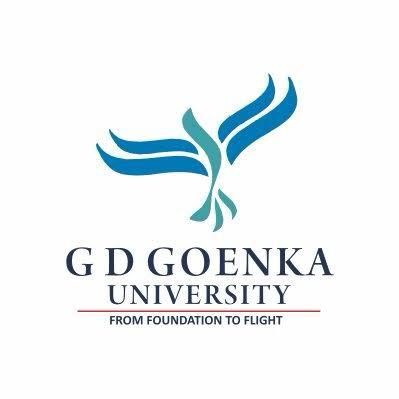 G D GOENKA
UNIVERSITY
FROM FOUNDATION TO FLIGHT